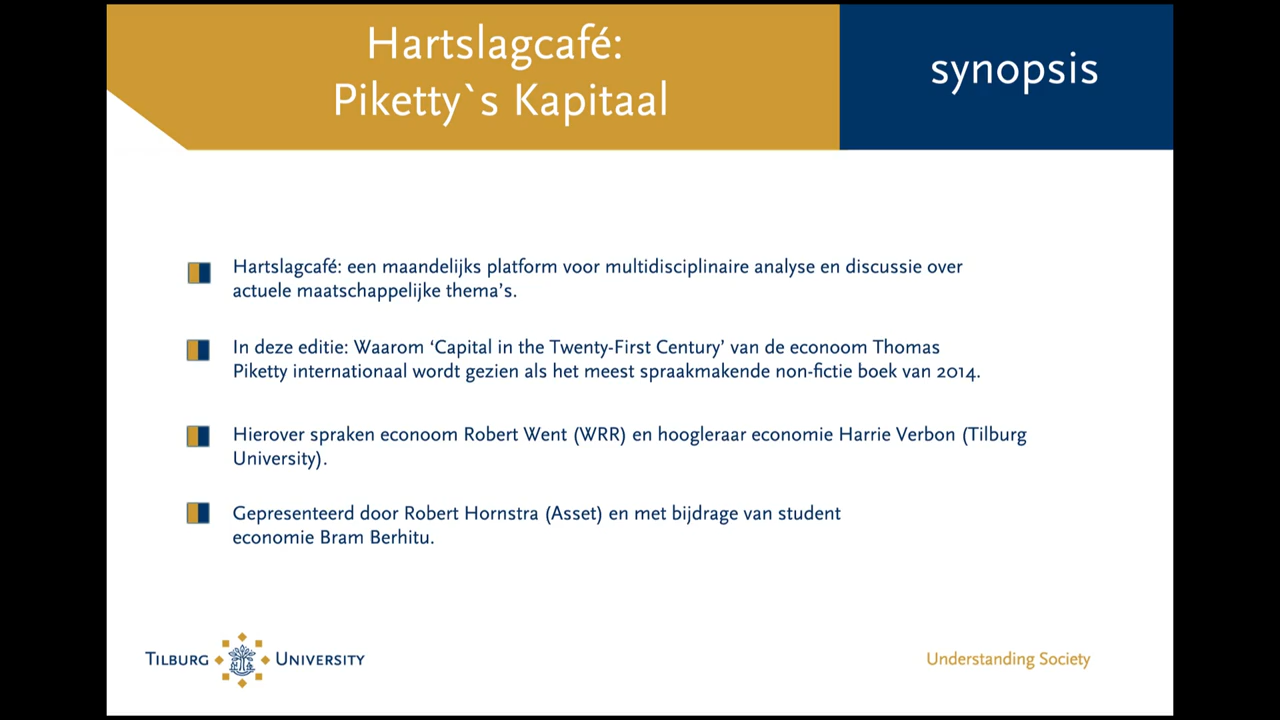 Hartslagcafé:
Piketty`s Kapitaal
synopsis
Hartslagcafé: een maandelijks platform voor multidisciplinaire analyse en discussie over
actuele maatschappelijke thema’s.
In deze editie: Waarom ‘Capital in the Twenty-First Century’ van de econoom Thomas
Piketty internationaal wordt gezien als het meest spraakmakende non-fictie boek van 2014.
Hierover spraken econoom Robert Went (WRR) en hoogleraar economie Harrie Verbon (Tilburg
University).
Gepresenteerd door Robert Hornstra (Asset) en met bijdrage van student
economie Bram Berhitu.
Tilburg University
Understanding Society